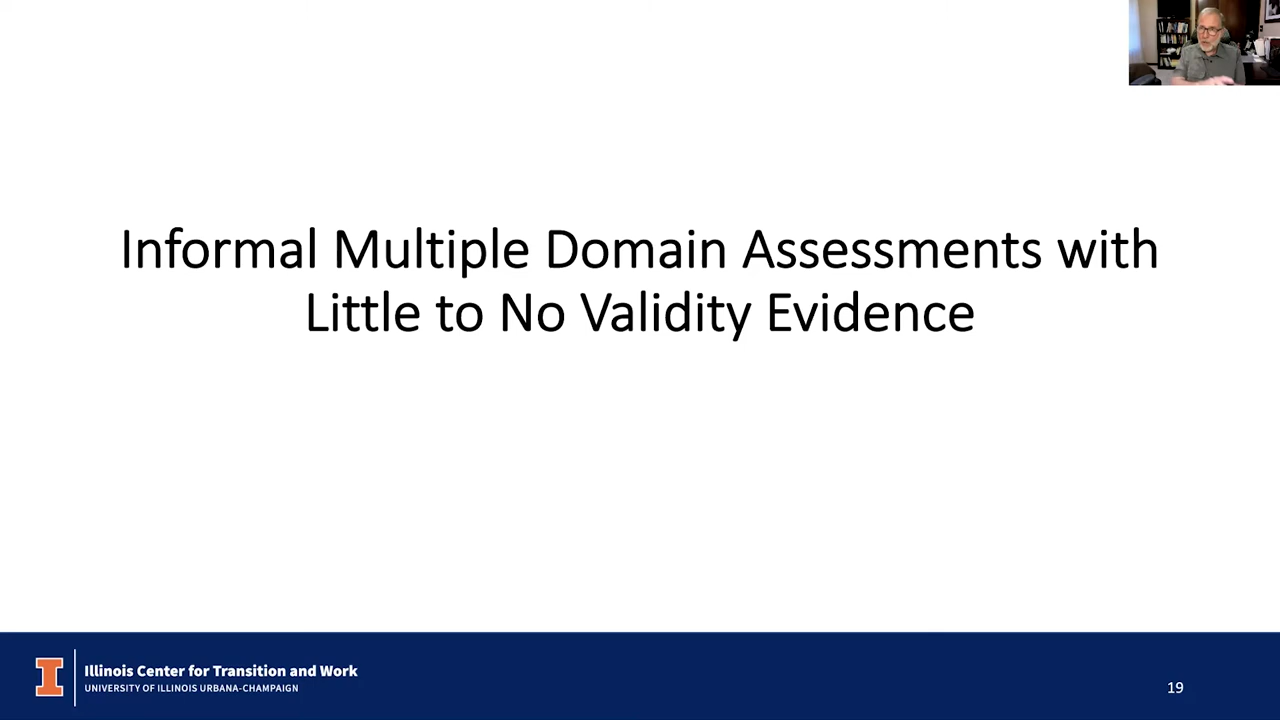 Informal Multiple Domain Assessments with
Little to No Validity Evidence
Illinois Center for Transition and Work
UNIVERSITY OF ILLINOIS URBANA-CHAMPAIGN
19